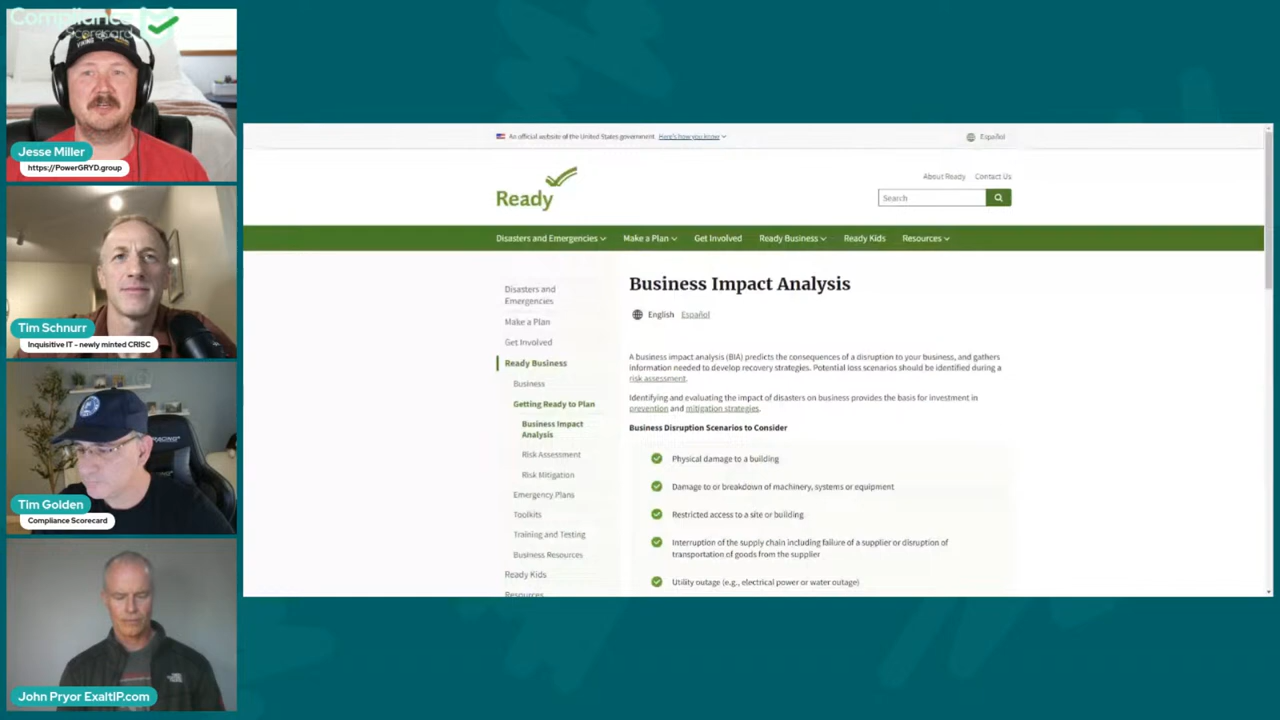 Compliance
Scorecard
Jesse Miller
https://PowerGRYD.group
Tim Schnurr
Inquisitive IT - newly minted CRISC
Tim Golden
Compliance Scorecard
John Pryor ExaltIP.com
An official website of the United States government. Here's how you know
Español
Ready
About Ready Contact Us
Search
Disasters and Emergencies Make a Plan Get Involved Ready Business Ready Kids Resources
Disasters and
Emergencies
Make a Plan
Get Involved
Ready Business
Business
Getting Ready to Plan
Business Impact
Analysis
Risk Assessment
Risk Mitigation
Emergency Plans
Toolkits
Training and Testing
Business Resources
Ready Kids
Resources
Business Impact Analysis
English Español
A business impact analysis (BIA) predicts the consequences of a disruption to your business, and gathers
information needed to develop recovery strategies. Potential loss scenarios should be identified during a
risk assessment.
Identifying and evaluating the impact of disasters on business provides the basis for investment in
prevention and mitigation strategies.
Business Disruption Scenarios to Consider
Physical damage to a building
Damage to or breakdown of machinery, systems or equipment
Restricted access to a site or building
Interruption of the supply chain including failure of a supplier or disruption of
transportation of goods from the supplier
Utility outage (e.g., electrical power or water outage)